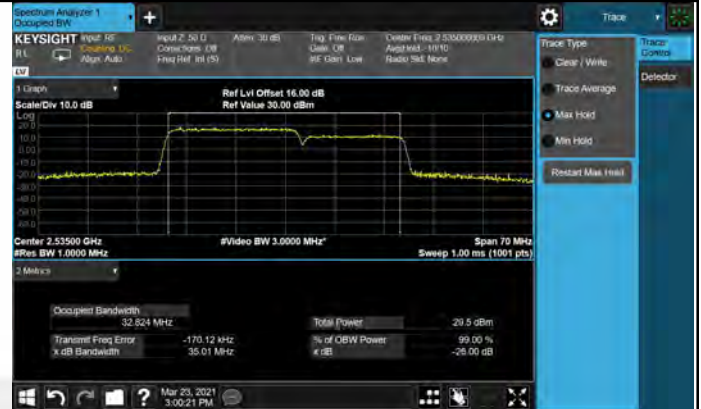 Spectrum Analyzer 1
Occupied BW
+
Trace
KEYSIGHT
Input: RF
Coupling: DC
Align: Auto
RL
Input Z: 50 Ω
Corrections: Off
Freq Ref: Int (S)
Atten: 30 dB
Trig: Free Run
Gate: Off
#IF Gain: Low
Center Freq: 2.535000000 GHz
Avg|Hold: 10/10
Radio Std: None
LXI
1 Graph
Scale/Div 10.0 dB
Ref Lvl Offset 16.00 dB
Ref Value 30.00 dBm
Log
20.0
10.0
0.00
-10.0
-20.0
-30.0
-40.0
-50.0
-60.0
Center 2.53500 GHz
#Res BW 1.0000 MHz
#Video BW 3.0000 MHz*
Span 70 MHz
Sweep 1.00 ms (1001 pts)
2 Metrics
Occupied Bandwidth
32.824 MHz
Total Power
29.5 dBm
Transmit Freq Error
-170.12 kHz
% of OBW Power
99.00 %
x dB Bandwidth
35.01 MHz
x dB
-26.00 dB
Trace Type
Clear / Write
Trace Average
Max Hold
Min Hold
Restart Max Hold
Trace
Control
Detector
?
Mar 23, 2021
3:00:21 PM